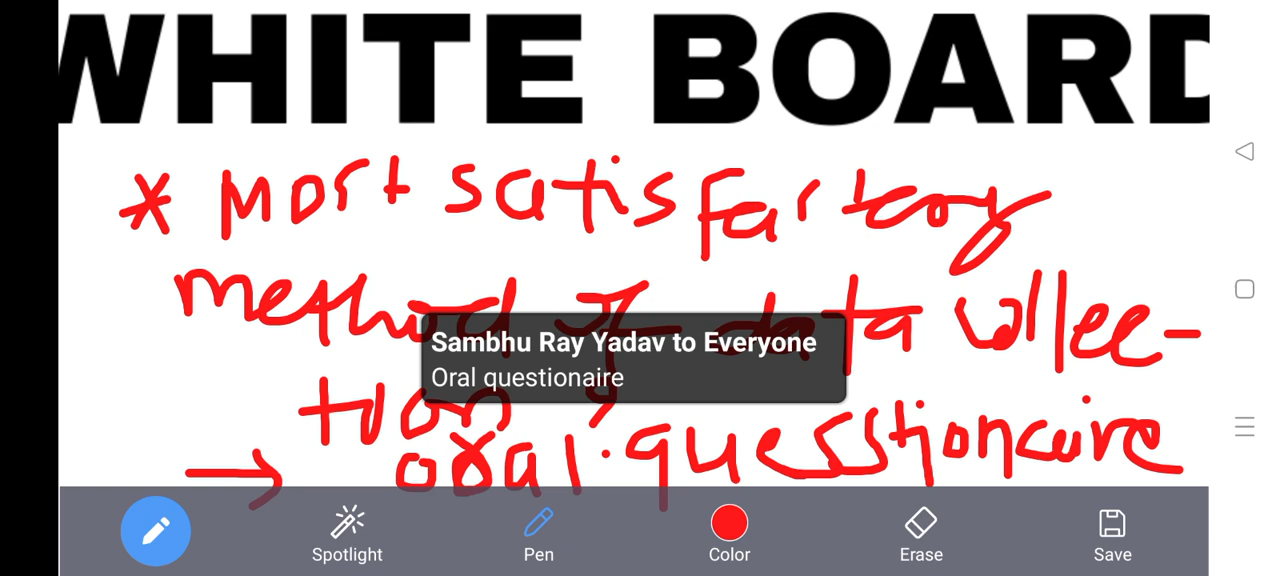 WHITE BOARD
* Most satisfactory
method of data collec-
tion ?
Sambhu Ray Yadav to Everyone
Oral questionaire
→ oral questionaire
Spotlight
Pen
Color
Erase
Save